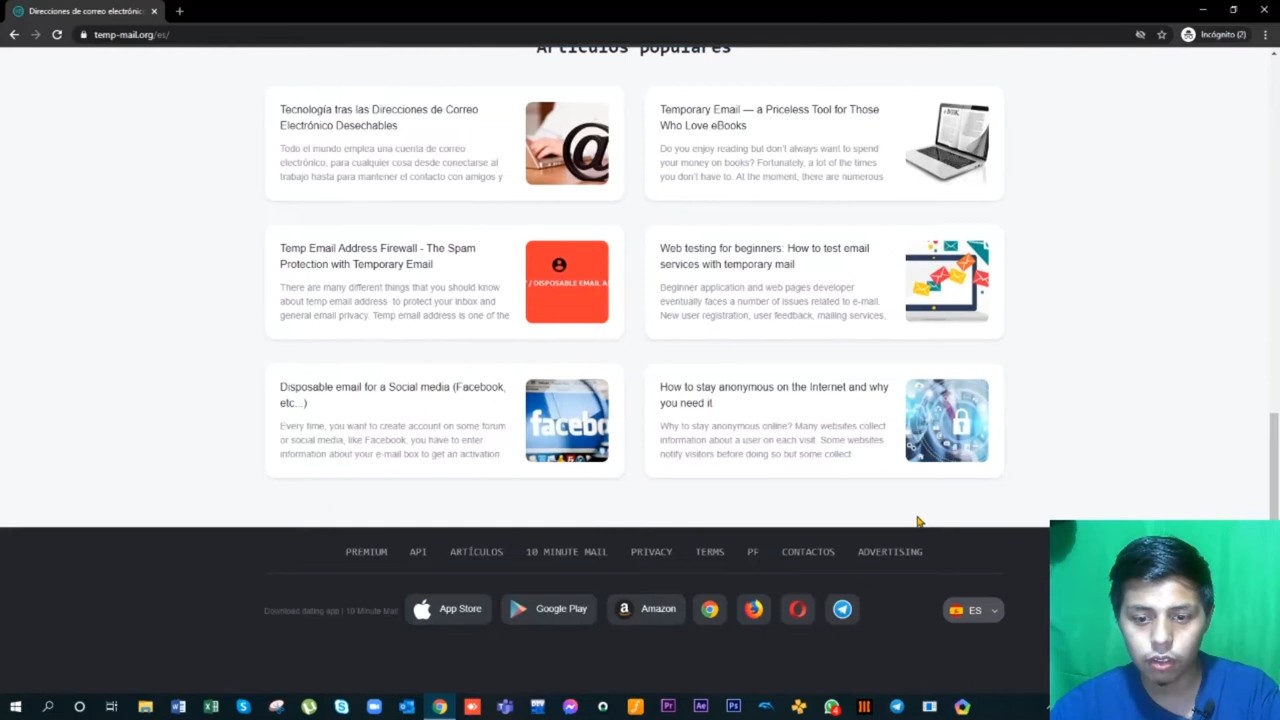 Direcciones de correo electrónic
temp-mail.org/es/
Incógnito (2)
Artículos populares
Tecnología tras las Direcciones de Correo
Electrónico Desechables
Todo el mundo emplea una cuenta de correo
electrónico, para cualquier cosa desde conectarse al
trabajo hasta para mantener el contacto con amigos y
Temporary Email — a Priceless Tool for Those
Who Love eBooks
Do you enjoy reading but don't always want to spend
your money on books? Fortunately, a lot of the times
you don't have to. At the moment, there are numerous
Temp Email Address Firewall - The Spam
Protection with Temporary Email
There are many different things that you should know
about temp email address to protect your inbox and
general email privacy. Temp email address is one of the
/ DISPOSABLE EMAIL A
Web testing for beginners: How to test email
services with temporary mail
Beginner application and web pages developer
eventually faces a number of issues related to e-mail.
New user registration, user feedback, mailing services,
Disposable email for a Social media (Facebook,
etc...)
Every time, you want to create account on some forum
or social media, like Facebook, you have to enter
information about your e-mail box to get an activation
facebo
How to stay anonymous on the Internet and why
you need it
Why to stay anonymous online? Many websites collect
information about a user on each visit. Some websites
notify visitors before doing so but some collect
PREMIUM API ARTÍCULOS 10 MINUTE MAIL PRIVACY TERMS PF CONTACTOS ADVERTISING
Download dating app | 10 Minute Mail
App Store
Google Play
Amazon
ES